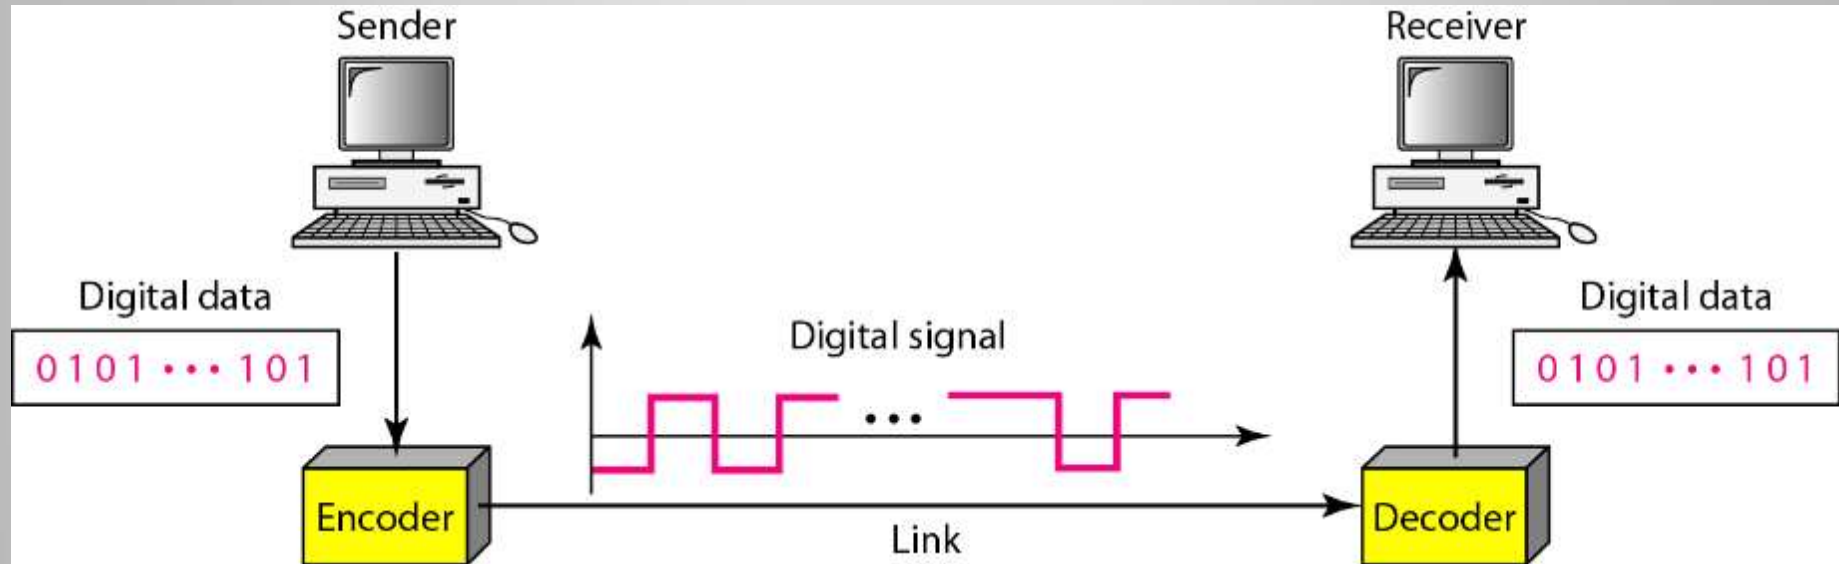 Sender
Receiver
Digital data
0101 ••• 101
Digital signal
•••
Digital data
0101 ••• 101
Encoder
Link
Decoder